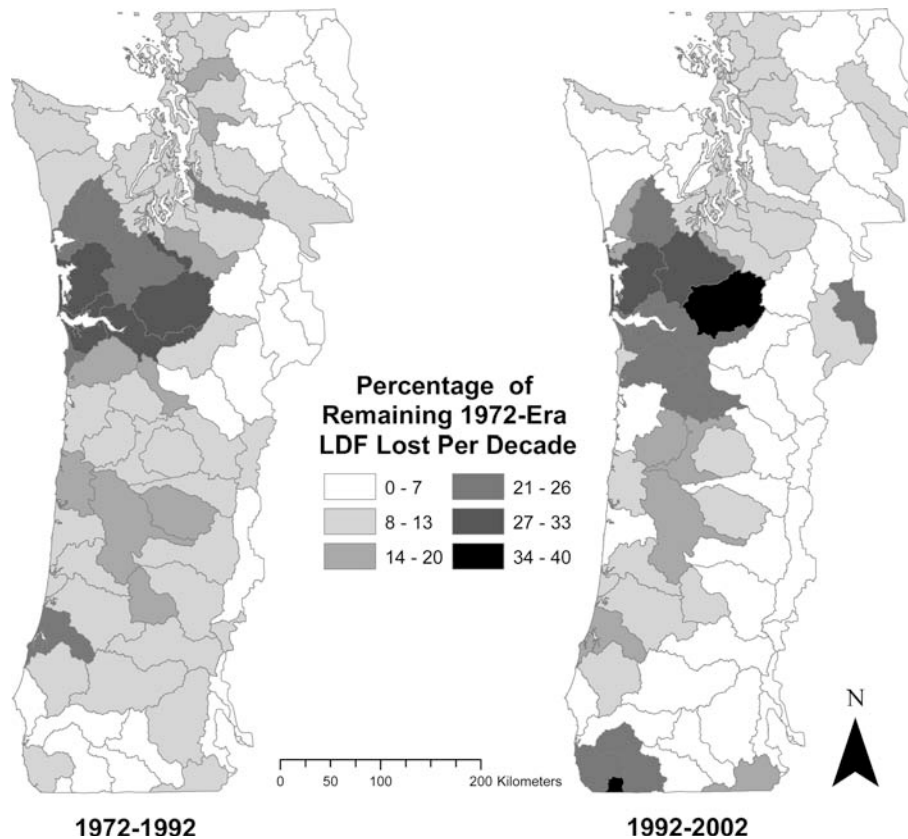 Percentage of
Remaining 1972-Era
LDF Lost Per Decade
0 - 7
8 - 13
14 - 20
21 - 26
27 - 33
34 - 40
N
0 50 100 200 Kilometers
1972-1992
1992-2002